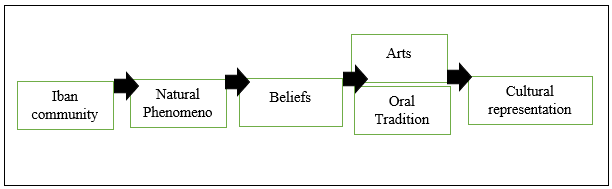 Iban
community
Natural
Phenomeno
Beliefs
Arts
Oral
Tradition
Cultural
representation